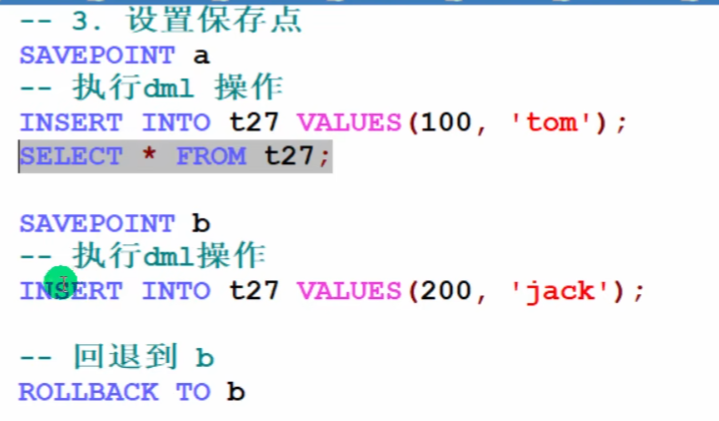 -- 3. 设置保存点
SAVEPOINT a
-- 执行dml 操作
INSERT INTO t27 VALUES(100, 'tom');
SELECT * FROM t27;
SAVEPOINT b
-- 执行dml操作
INSERT INTO t27 VALUES(200, 'jack');
-- 回退到 b
ROLLBACK TO b